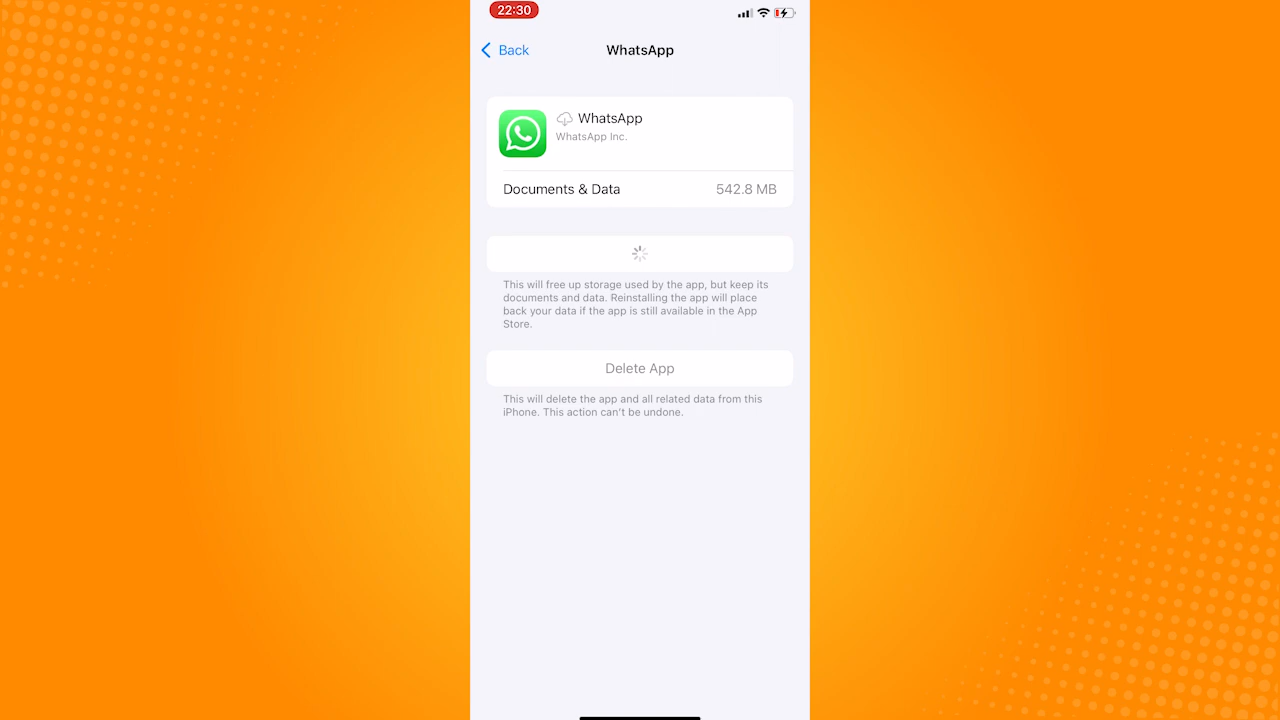 22:30
Back
WhatsApp
WhatsApp
WhatsApp Inc.
Documents & Data 542.8 MB
This will free up storage used by the app, but keep its
documents and data. Reinstalling the app will place
back your data if the app is still available in the App
Store.
Delete App
This will delete the app and all related data from this
iPhone. This action can't be undone.